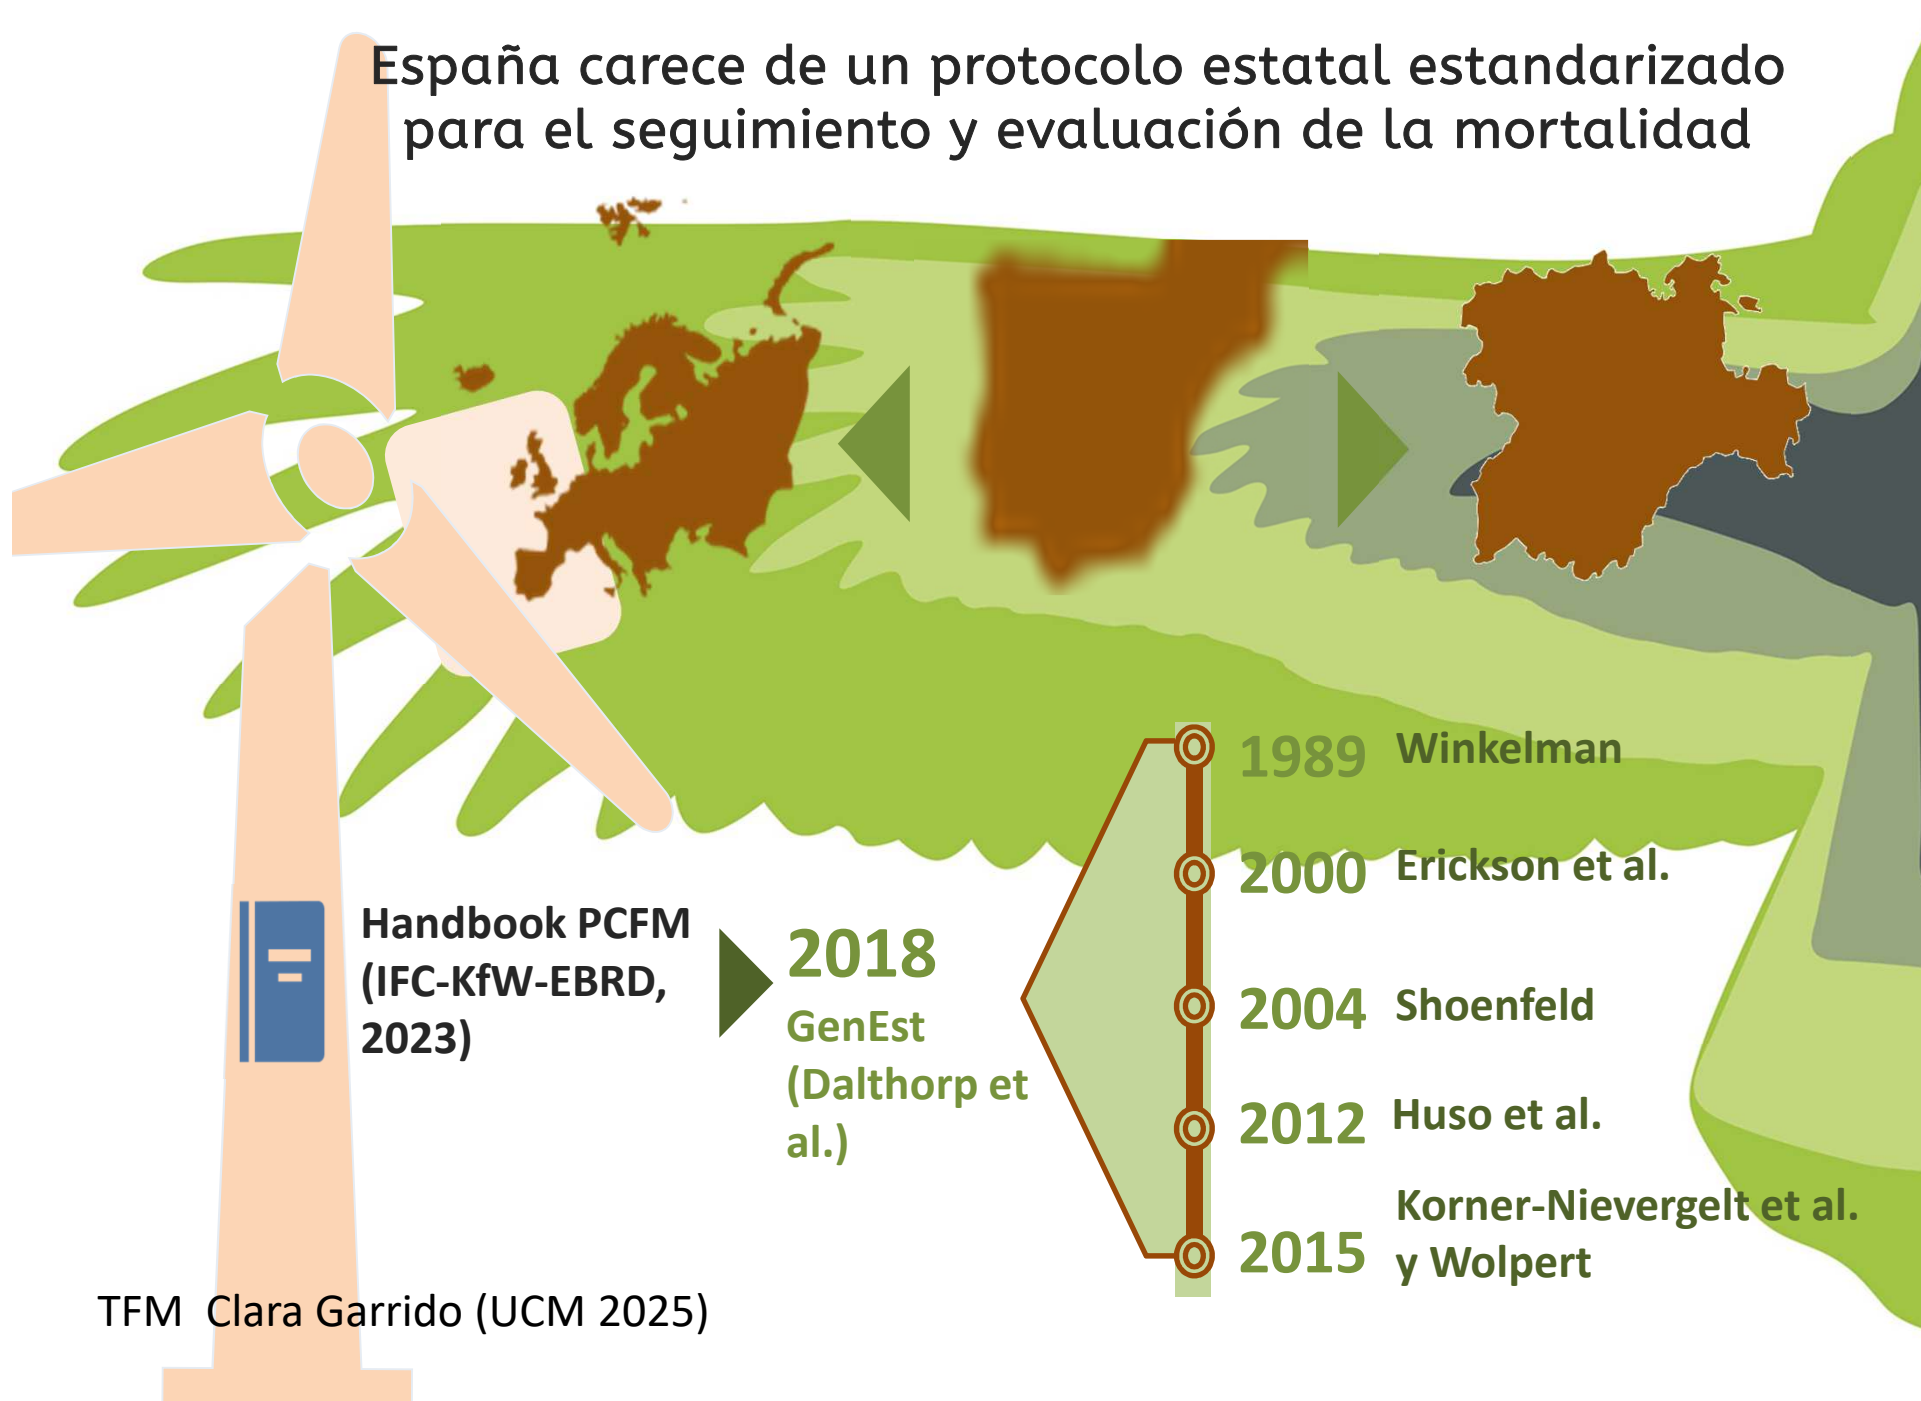 España carece de un protocolo estatal estandarizado
para el seguimiento y evaluación de la mortalidad
1989 Winkelman
2000 Erickson et al.
Handbook PCFM
(IFC-KfW-EBRD,
2023)
2018
GenEst
(Dalthorp et
al.)
2004 Shoenfeld
2012 Huso et al.
2015 Korner-Nievergelt et al.
y Wolpert
TFM Clara Garrido (UCM 2025)